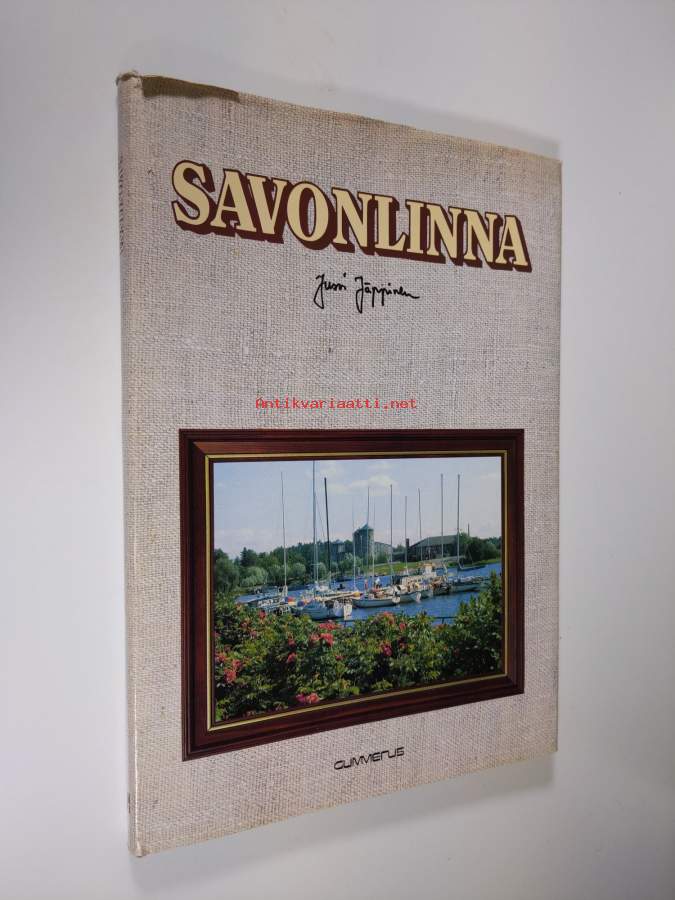 SAVONLINNA
Jussi Jäppinen
Antikvariaatti.net
GUMMERUS